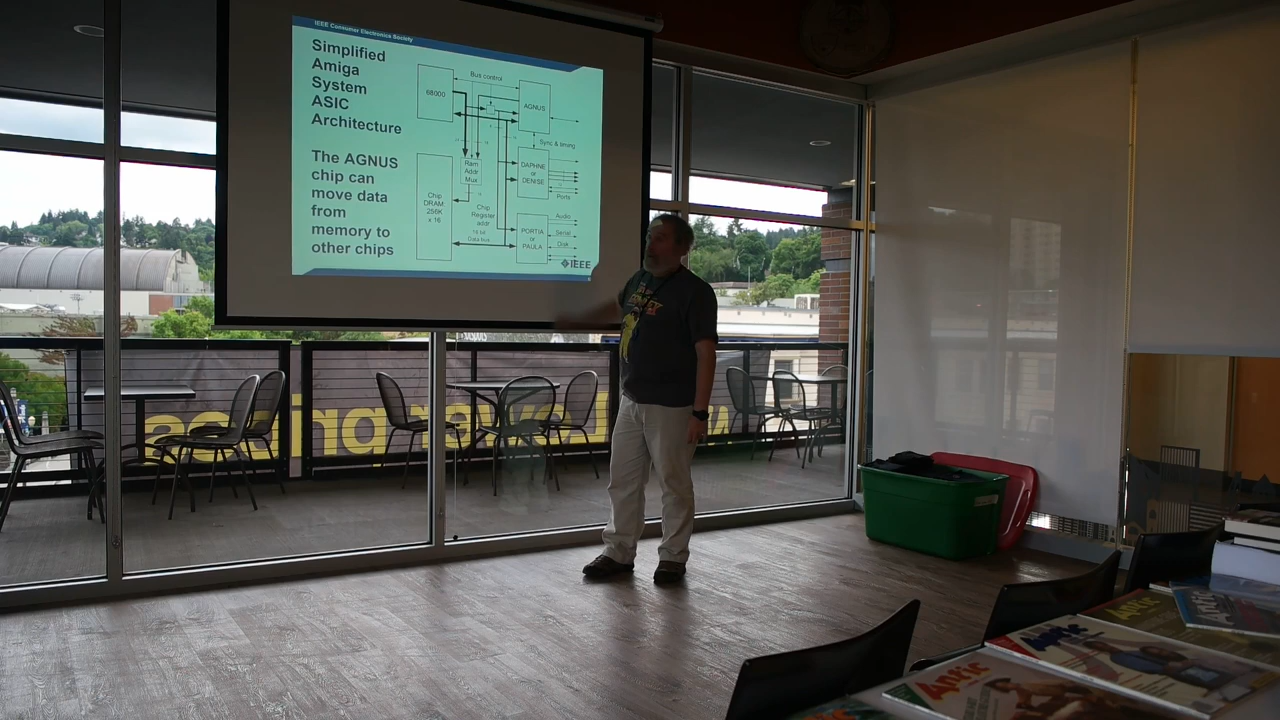 IEEE Consumer Electronics Society
Simplified
Amiga
System
ASIC
Architecture
The AGNUS
chip can
move data
from
memory to
other chips
Bus control
68000
AGNUS
Sync & timing
Ram
Addr
Mux
DAPHNE
or
DENISE
Ports
Chip
DRAM:
256K
x 16
Chip
Register
addr
16 bit
Data bus
PORTIA
or
PAULA
Audio
Serial
Disk
IEEE
Antic
Antic
Antic
Antic